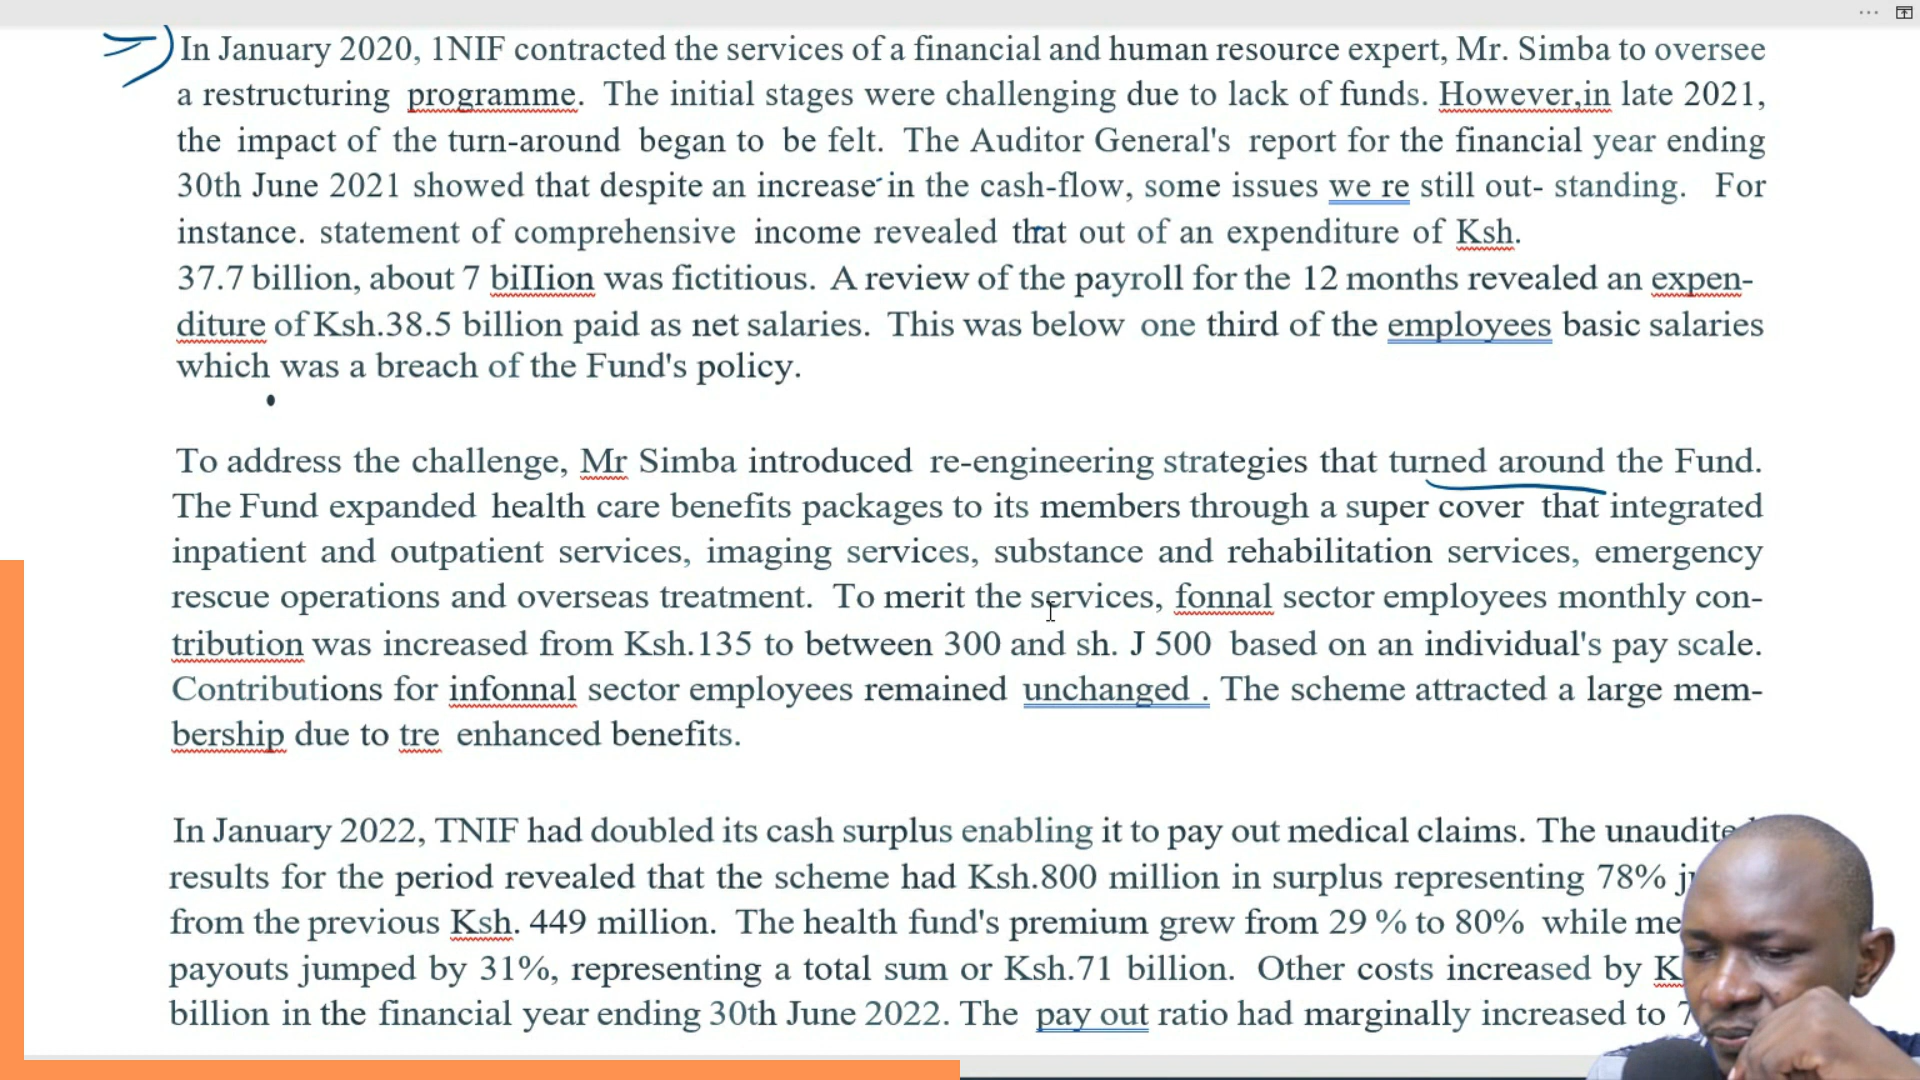 In January 2020, 1NIF contracted the services of a financial and human resource expert, Mr. Simba to oversee
a restructuring programme. The initial stages were challenging due to lack of funds. However,in late 2021,
the impact of the turn-around began to be felt. The Auditor General's report for the financial year ending
30th June 2021 showed that despite an increase in the cash-flow, some issues we re still out- standing. For
instance. statement of comprehensive income revealed that out of an expenditure of Ksh.
37.7 billion, about 7 biIIion was fictitious. A review of the payroll for the 12 months revealed an expen-
diture of Ksh.38.5 billion paid as net salaries. This was below one third of the employees basic salaries
which was a breach of the Fund's policy.
To address the challenge, Mr Simba introduced re-engineering strategies that turned around the Fund.
The Fund expanded health care benefits packages to its members through a super cover that integrated
inpatient and outpatient services, imaging services, substance and rehabilitation services, emergency
rescue operations and overseas treatment. To merit the services, fonnal sector employees monthly con-
tribution was increased from Ksh.135 to between 300 and sh. J 500 based on an individual's pay scale.
Contributions for infonnal sector employees remained unchanged . The scheme attracted a large mem-
bership due to tre enhanced benefits.
In January 2022, TNIF had doubled its cash surplus enabling it to pay out medical claims. The
results for the period revealed that the scheme had Ksh.800 million in surplus representing 78%
from the previous Ksh. 449 million. The health fund's premium grew from 29 % to 80% while
payouts jumped by 31%, representing a total sum or Ksh.71 billion. Other costs increased by
billion in the financial year ending 30th June 2022. The pay out ratio had marginally increased to